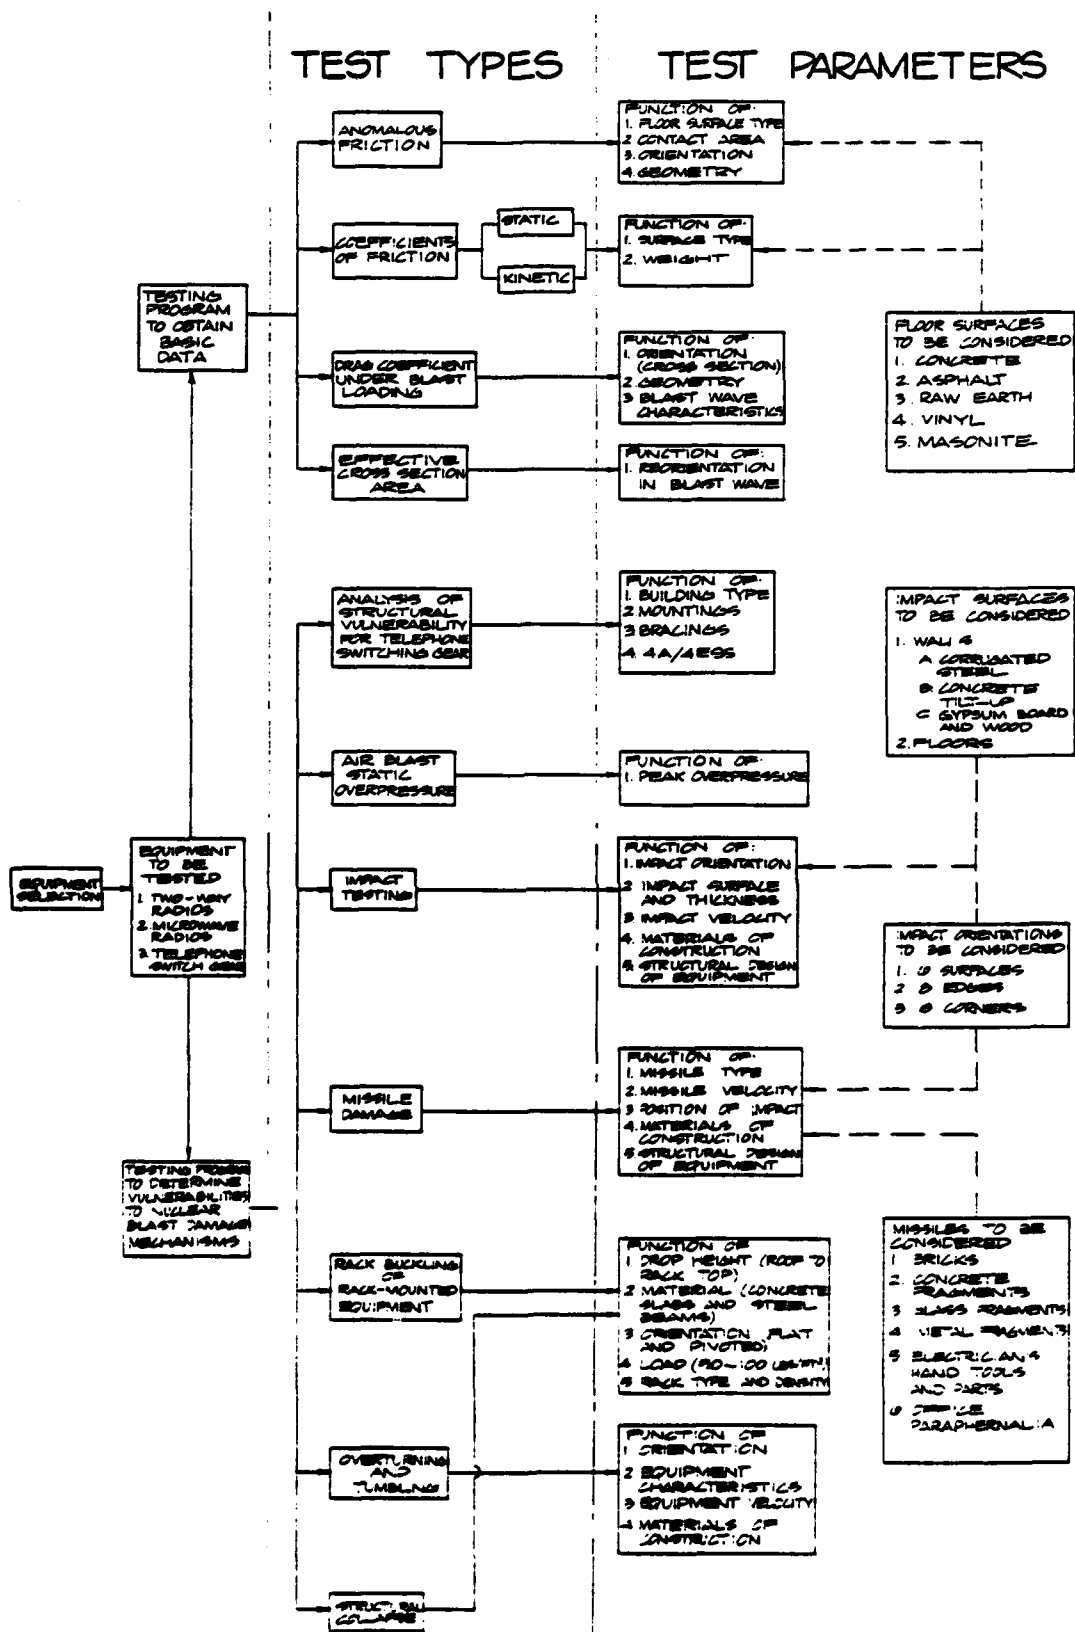 TEST TYPES
TEST PARAMETERS
EQUIPMENT
SELECTION
EQUIPMENT
TO BE
TESTED
1 TWO-WAY
RADIOS
2. MICROWAVE
RADIOS
3. TELEPHONE
SWITCH GEAR
TESTING
PROGRAM
TO OBTAIN
BASIC
DATA
TESTING PROGRAM
TO DETERMINE
VULNERABILITIES
TO NUCLEAR
BLAST DAMAGE
MECHANISMS
ANOMALOUS
FRICTION
FUNCTION OF:
1. FLOOR SURFACE TYPE
2 CONTACT AREA
3. ORIENTATION
4. GEOMETRY
COEFFICIENTS
OF FRICTION
STATIC
KINETIC
FUNCTION OF:
1. SURFACE TYPE
2. WEIGHT
DRAG COEFFICIENT
UNDER BLAST
LOADING
FUNCTION OF:
1. ORIENTATION
(CROSS SECTION)
2. GEOMETRY
3 BLAST WAVE
CHARACTERISTICS
EFFECTIVE
CROSS SECTION
AREA
FUNCTION OF:
1. REORIENTATION
IN BLAST WAVE
FLOOR SURFACES
TO BE CONSIDERED
1. CONCRETE
2. ASPHALT
3. RAW EARTH
4. VINYL
5. MASONITE
ANALYSIS OF
STRUCTURAL
VULNERABILITY
FOR TELEPHONE
SWITCHING GEAR
FUNCTION OF:
1. BUILDING TYPE
2 MOUNTINGS
3 BRACINGS
4. 4A/4ESS
IMPACT SURFACES
TO BE CONSIDERED
1. WALLS
A CORRUGATED
STEEL
B. CONCRETE
TILT-UP
C GYPSUM BOARD
AND WOOD
2. FLOORS
AIR BLAST
STATIC
OVERPRESSURE
FUNCTION OF:
1. PEAK OVERPRESSURE
IMPACT
TESTING
FUNCTION OF:
1. IMPACT ORIENTATION
2 IMPACT SURFACE
AND THICKNESS
3 IMPACT VELOCITY
4. MATERIALS OF
CONSTRUCTION
5. STRUCTURAL DESIGN
OF EQUIPMENT
IMPACT ORIENTATIONS
TO BE CONSIDERED
1. 6 SURFACES
2 8 EDGES
3 8 CORNERS
MISSILE
DAMAGE
FUNCTION OF:
1. MISSILE TYPE
2. MISSILE VELOCITY
3 POSITION OF IMPACT
4. MATERIALS OF
CONSTRUCTION
5 STRUCTURAL DESIGN
OF EQUIPMENT
MISSILES TO BE
CONSIDERED
1 BRICKS
2. CONCRETE
FRAGMENTS
3 GLASS FRAGMENTS
4 METAL FRAGMENTS
5 ELECTRICIANS
HAND TOOLS
AND PARTS
6 OFFICE
PARAPHERNALIA
RACK BUCKLING
OF
RACK-MOUNTED
EQUIPMENT
FUNCTION OF
1 DROP HEIGHT (ROOF TO
RACK TOP)
2 MATERIAL (CONCRETE
SLABS AND STEEL
BEAMS)
3 ORIENTATION (FLAT
AND PIVOTED)
4 LOAD
5 RACK TYPE AND DENSITY
OVERTURNING
AND
TUMBLING
FUNCTION OF
1 ORIENTATION
2 EQUIPMENT
CHARACTERISTICS
3 EQUIPMENT VELOCITY
4 MATERIALS OF
CONSTRUCTION
STRUCTURAL
COLLAPSE